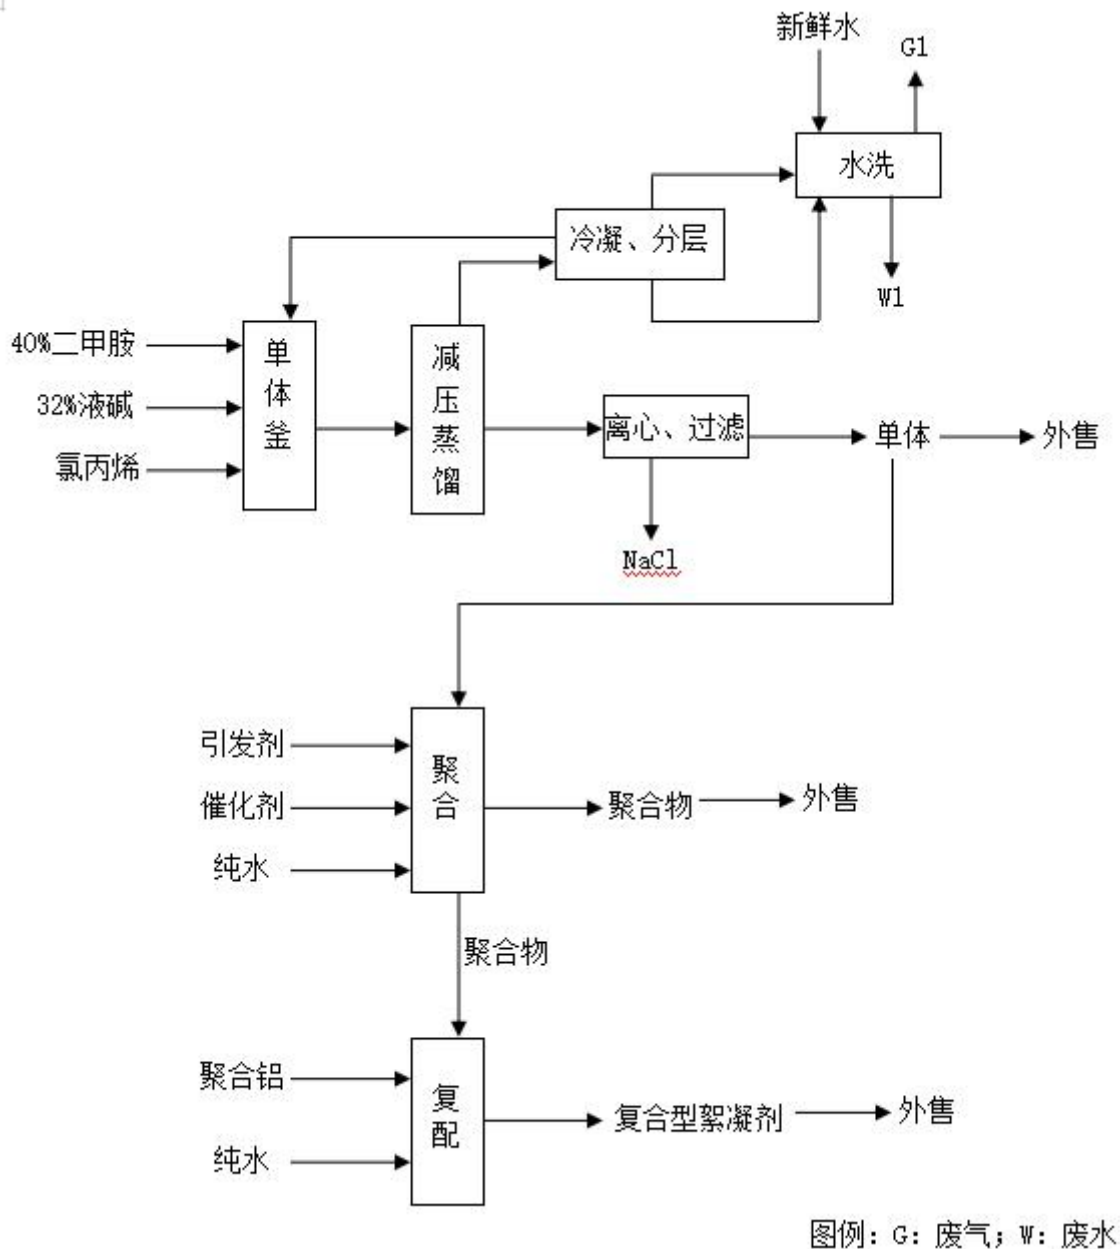 新鲜水
G1
水洗
冷凝、分层
W1
40%二甲胺
32%液碱
氯丙烯
单体釜
减压蒸馏
离心、过滤
单体
外售
NaCl
引发剂
催化剂
纯水
聚合
聚合物
外售
聚合物
聚合铝
纯水
复配
复合型絮凝剂
外售
图例：G：废气；W：废水